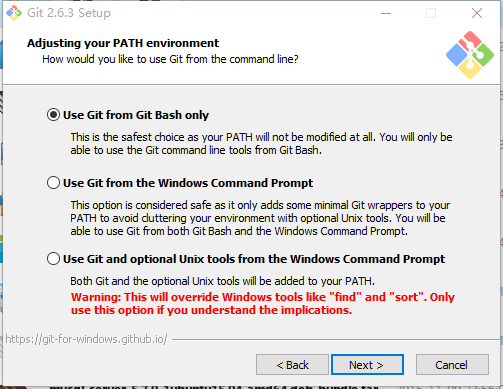 Git 2.6.3 Setup
Adjusting your PATH environment
How would you like to use Git from the command line?
Use Git from Git Bash only
This is the safest choice as your PATH will not be modified at all. You will only
be able to use the Git command line tools from Git Bash.
Use Git from the Windows Command Prompt
This option is considered safe as it only adds some minimal Git wrappers to your
PATH to avoid cluttering your environment with optional Unix tools. You will be
able to use Git from both Git Bash and the Windows Command Prompt.
Use Git and optional Unix tools from the Windows Command Prompt
Both Git and the optional Unix tools will be added to your PATH.
Warning: This will override Windows tools like "find" and "sort". Only
use this option if you understand the implications.
https://git-for-windows.github.io/
< Back
Next >
Cancel